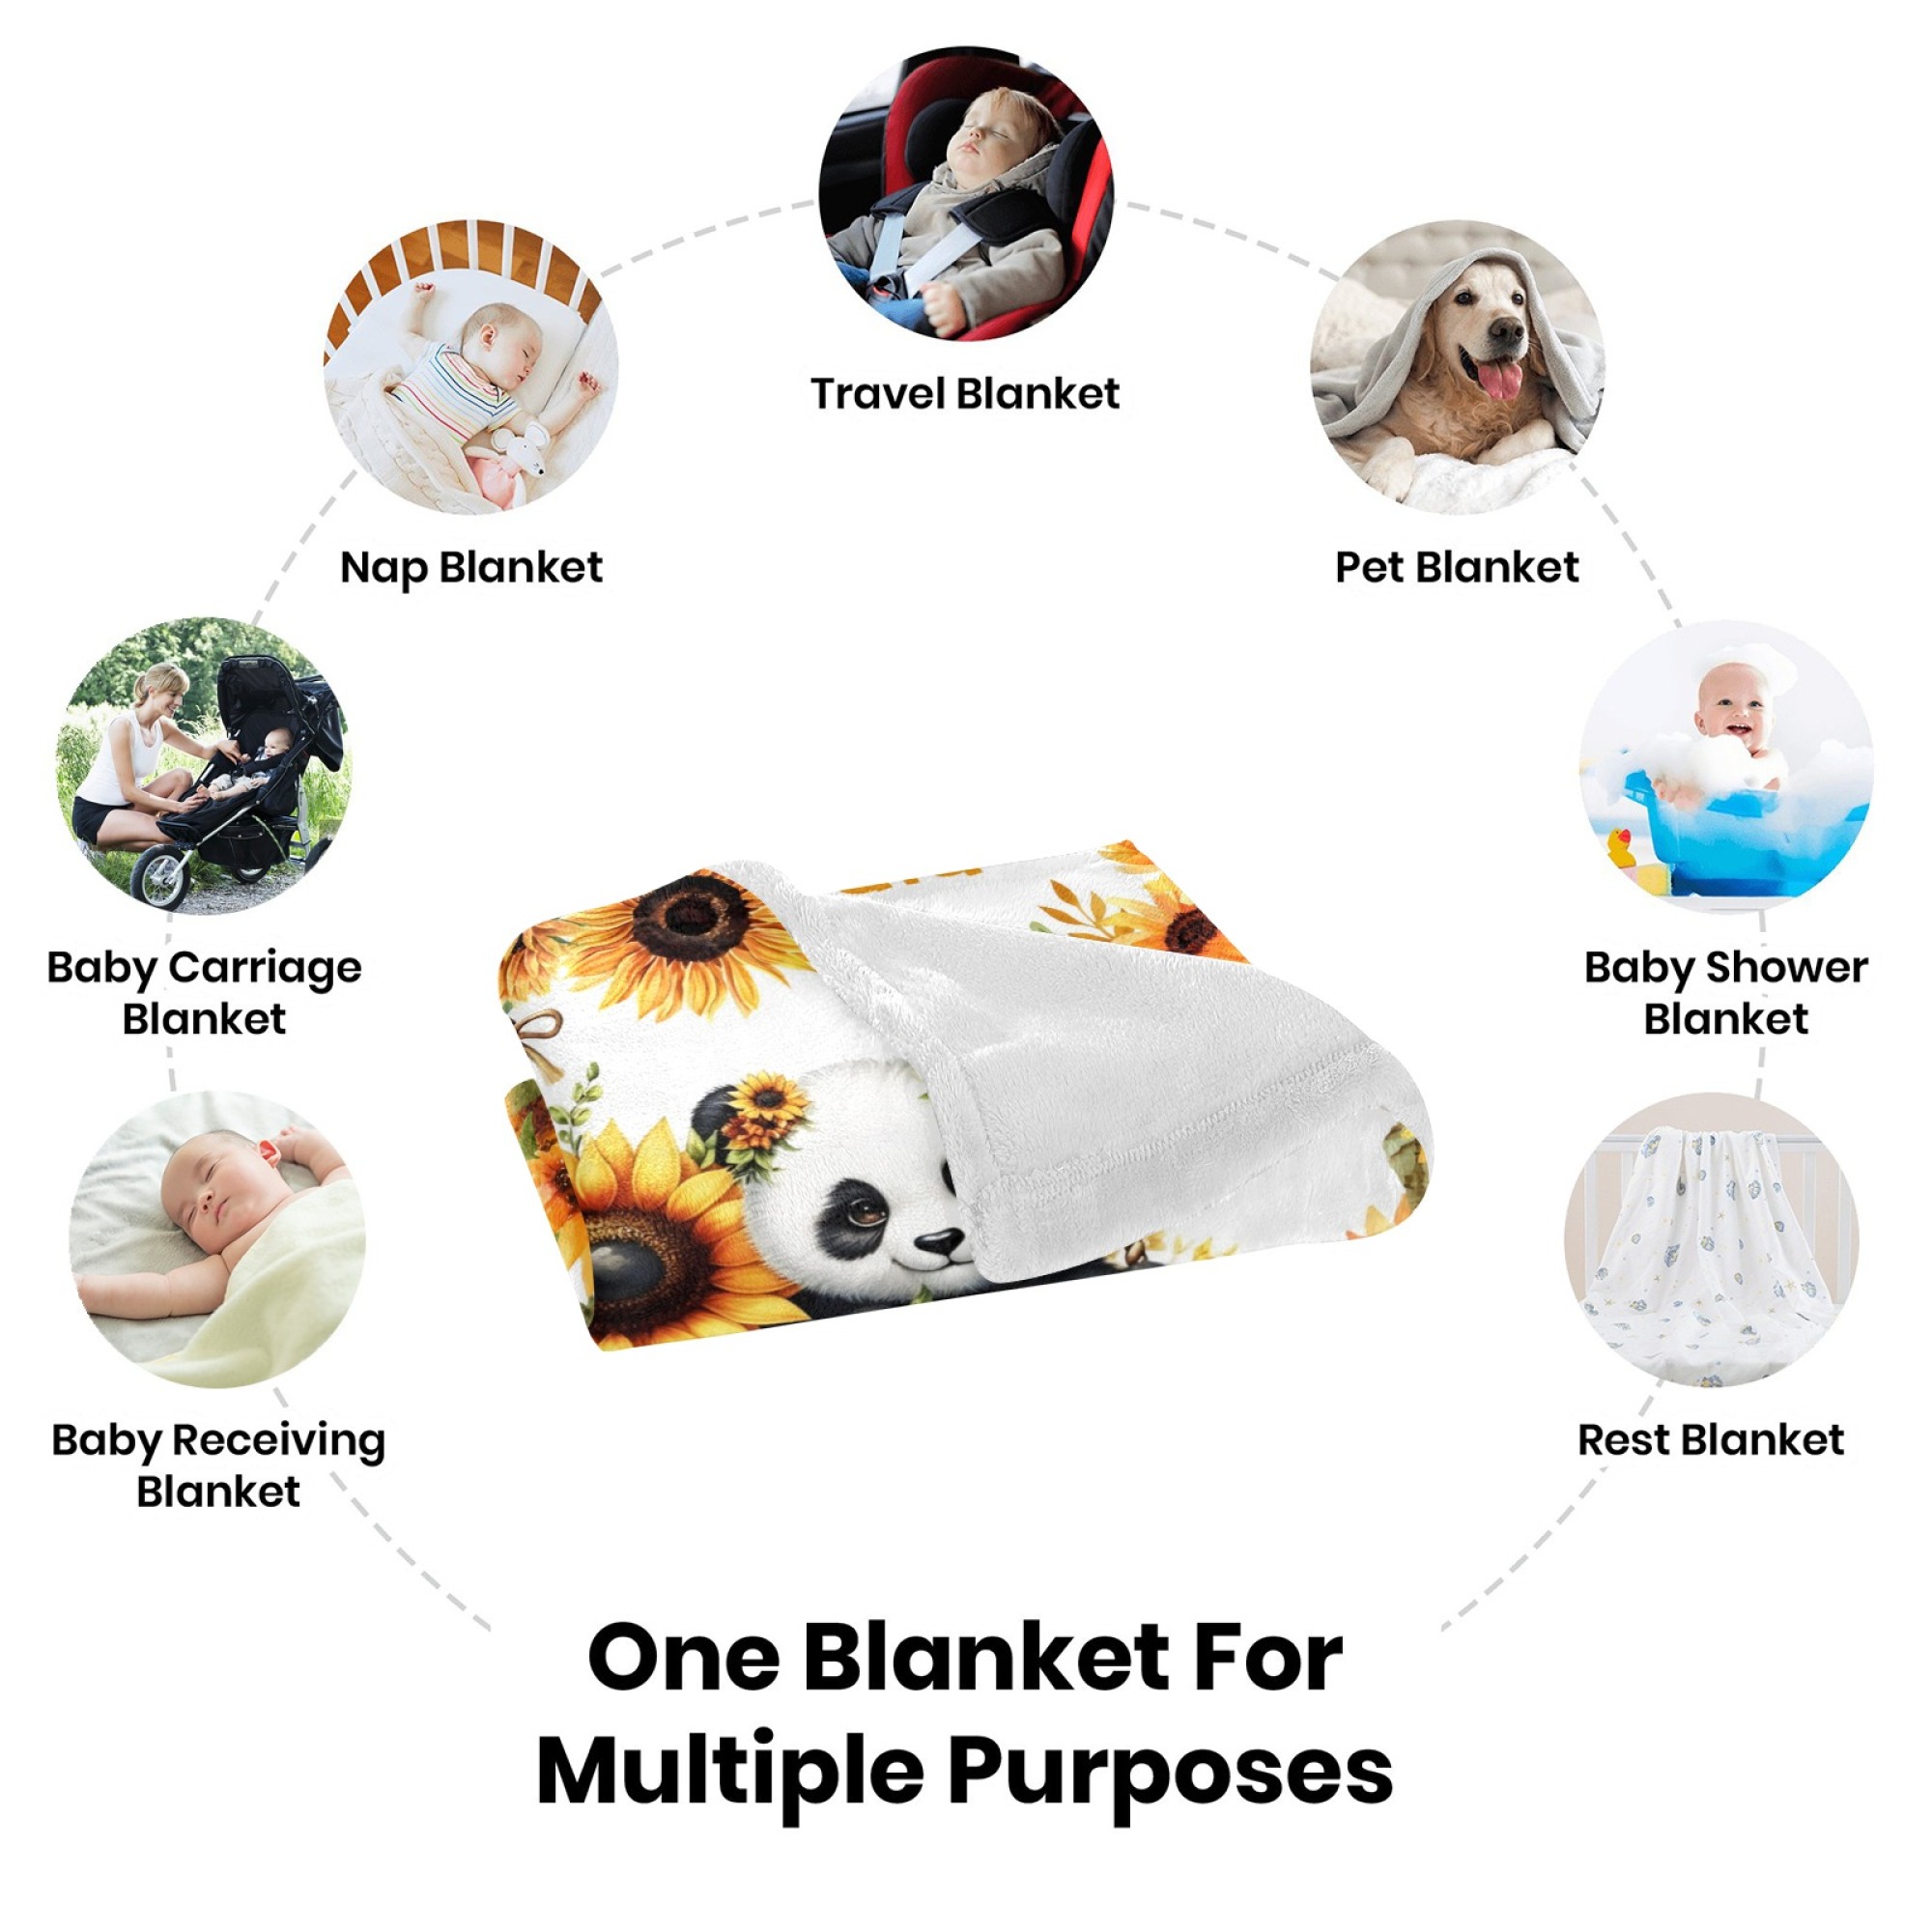 Travel Blanket
Nap Blanket
Pet Blanket
Baby Carriage
Blanket
Baby Shower
Blanket
Baby Receiving
Blanket
Rest Blanket
One Blanket For
Multiple Purposes